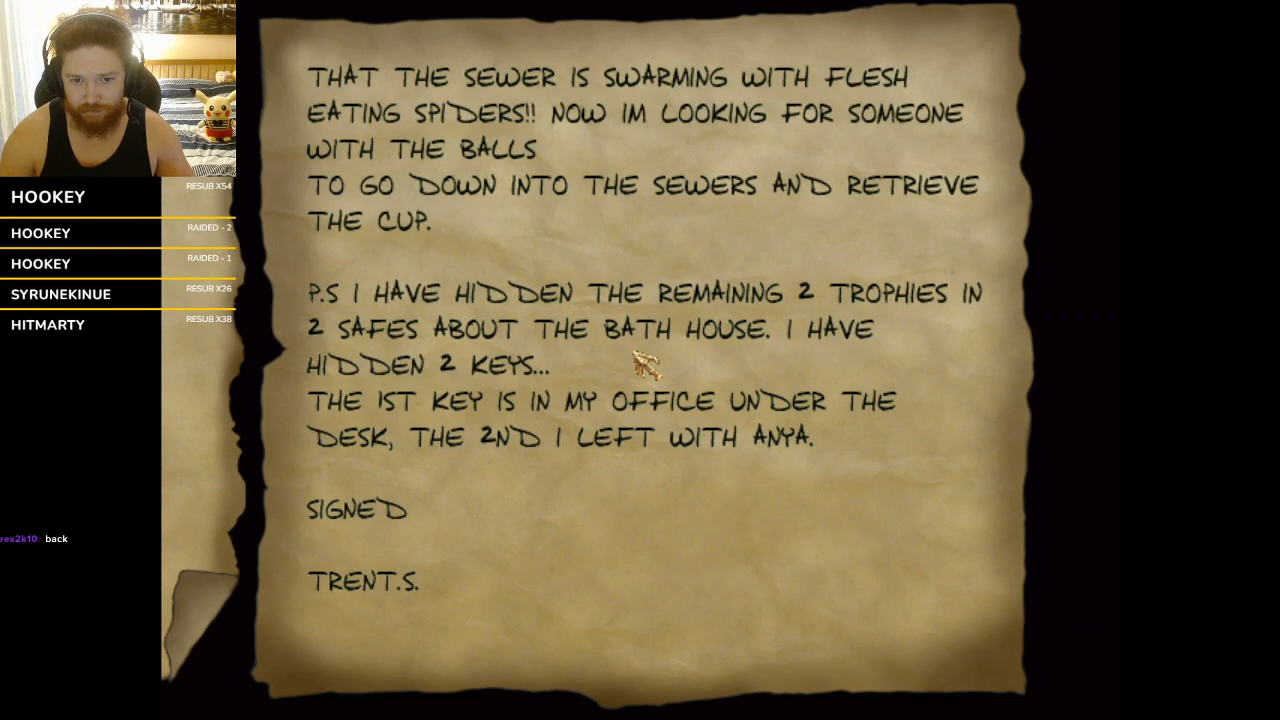 HOOKEY
RESUB X54
HOOKEY
RAIDED - 2
HOOKEY
RAIDED - 1
SYRUNEKINUE
RESUB X26
HITMARTY
RESUB X38
rex2k10: back
THAT THE SEWER IS SWARMING WITH FLESH
EATING SPIDERS!! NOW IM LOOKING FOR SOMEONE
WITH THE BALLS
TO GO DOWN INTO THE SEWERS AND RETRIEVE
THE CUP.
P.S I HAVE HIDDEN THE REMAINING 2 TROPHIES IN
2 SAFES ABOUT THE BATH HOUSE. I HAVE
HIDDEN 2 KEYS...
THE 1ST KEY IS IN MY OFFICE UNDER THE
DESK, THE 2ND I LEFT WITH ANYA.
SIGNED
TRENT.S.